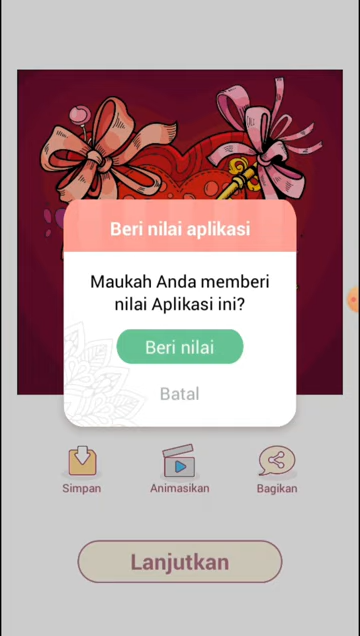 Beri nilai aplikasi
Maukah Anda memberi
nilai Aplikasi ini?
Beri nilai
Batal
Simpan
Animasikan
Bagikan
Lanjutkan